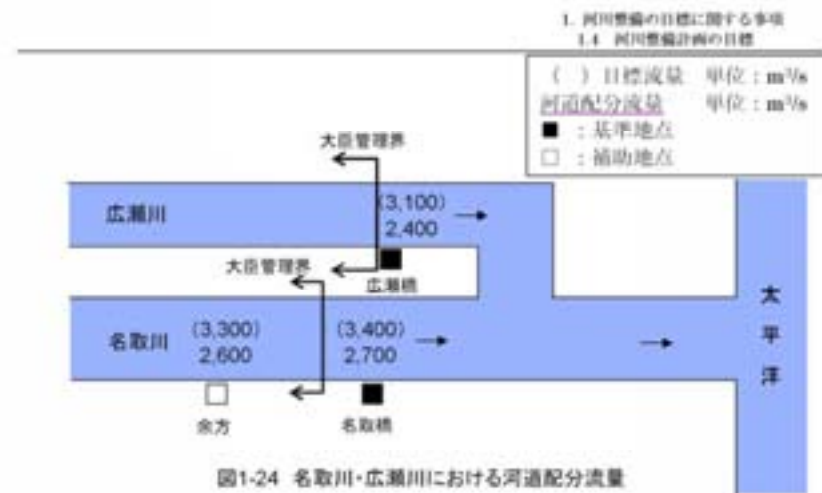 1. 河川整備の目標に関する事項
1.4 河川整備計画の目標
( ) 目標流量 単位：m³/s
河道配分流量 単位：m³/s
■ ：基準地点
□ ：補助地点
大臣管理界
広瀬川
(3,100)
2,400
大臣管理界
広瀬橋
名取川
(3,300)
2,600
(3,400)
2,700
太平洋
余方
名取橋
図1-24 名取川・広瀬川における河道配分流量